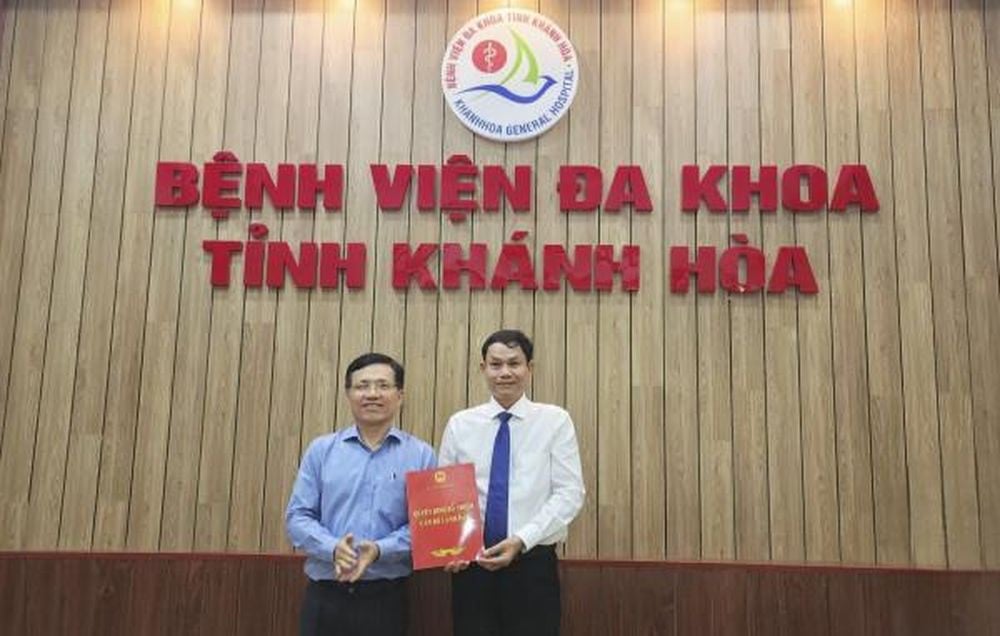 BỆNH VIỆN ĐA KHOA TỈNH KHÁNH HÒA
KHANHHOA GENERAL HOSPITAL
BỆNH VIỆN ĐA KHOA
TỈNH KHÁNH HÒA